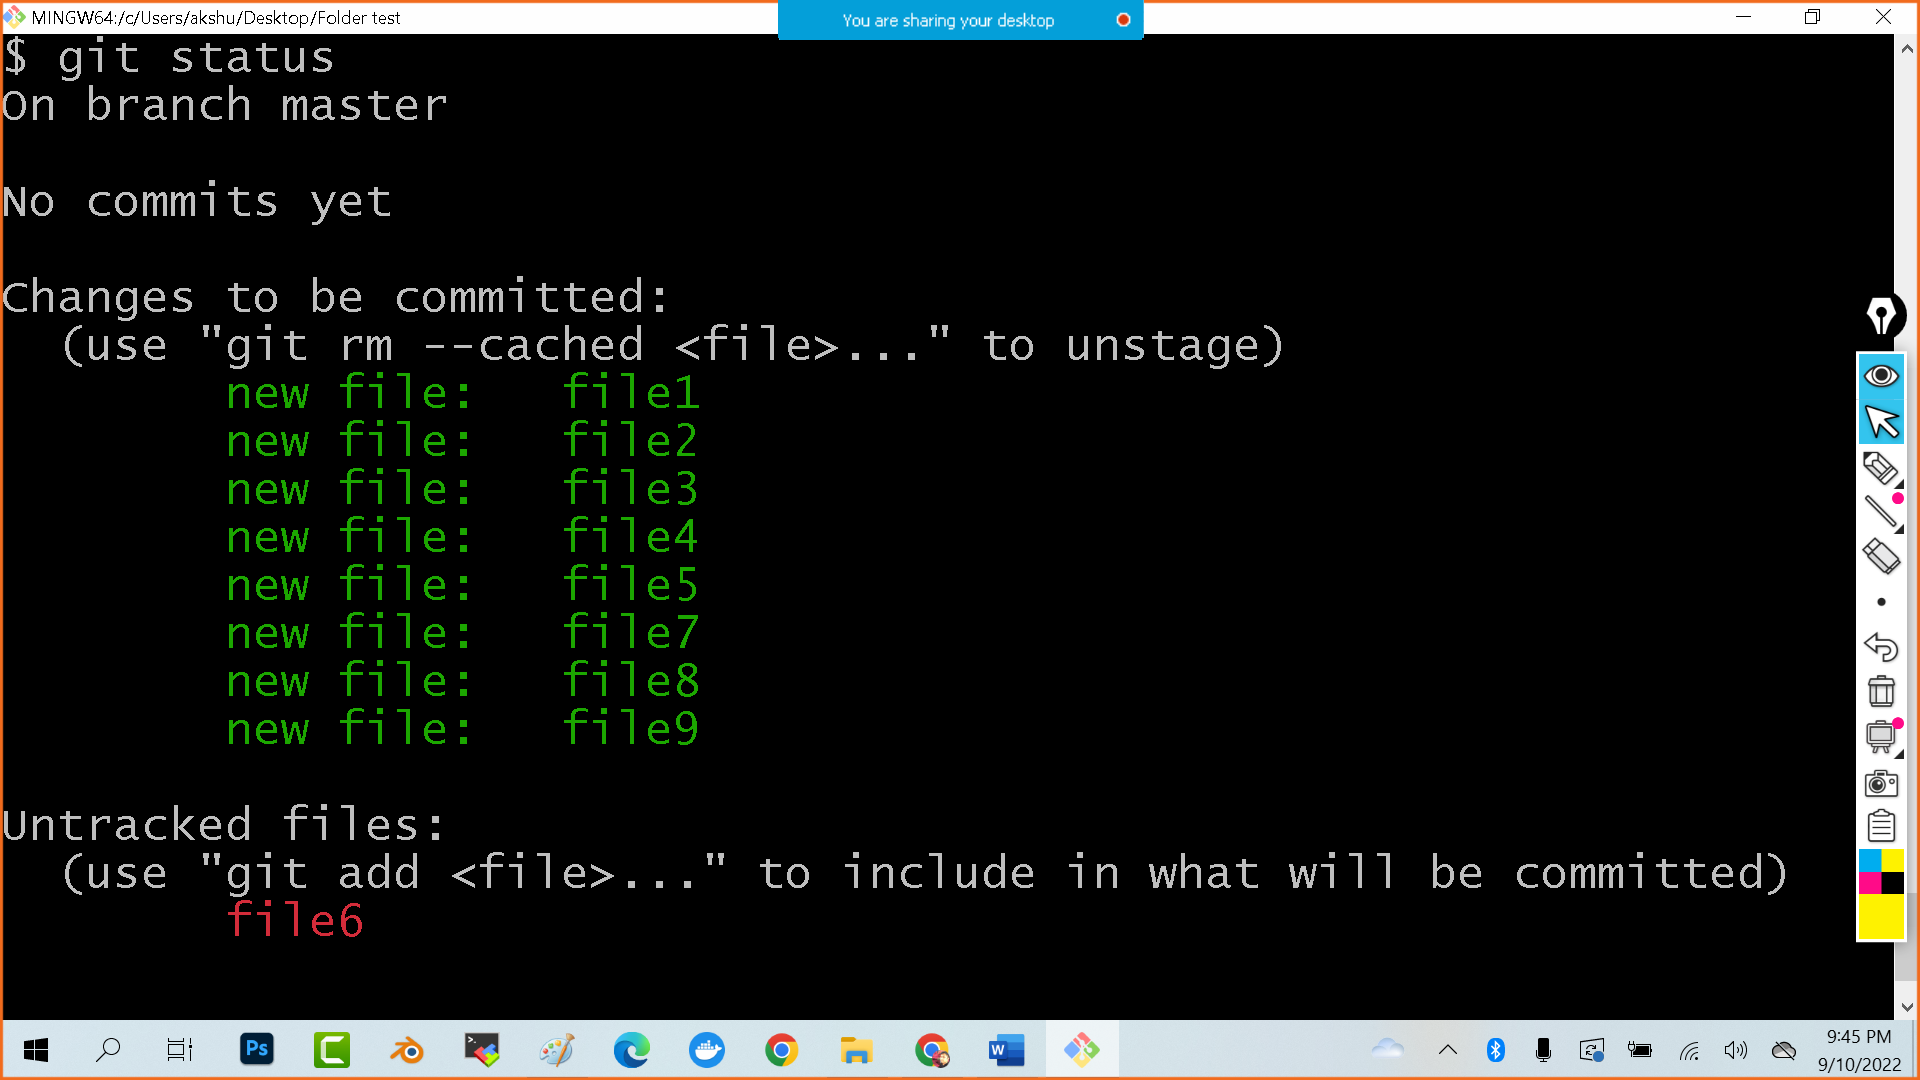 MINGW64:/c/Users/akshu/Desktop/Folder test
You are sharing your desktop
$ git status
On branch master
No commits yet
Changes to be committed:
(use "git rm --cached <file>..." to unstage)
new file: file1
new file: file2
new file: file3
new file: file4
new file: file5
new file: file7
new file: file8
new file: file9
Untracked files:
(use "git add <file>..." to include in what will be committed)
file6
Ps
C
W
9:45 PM
9/10/2022